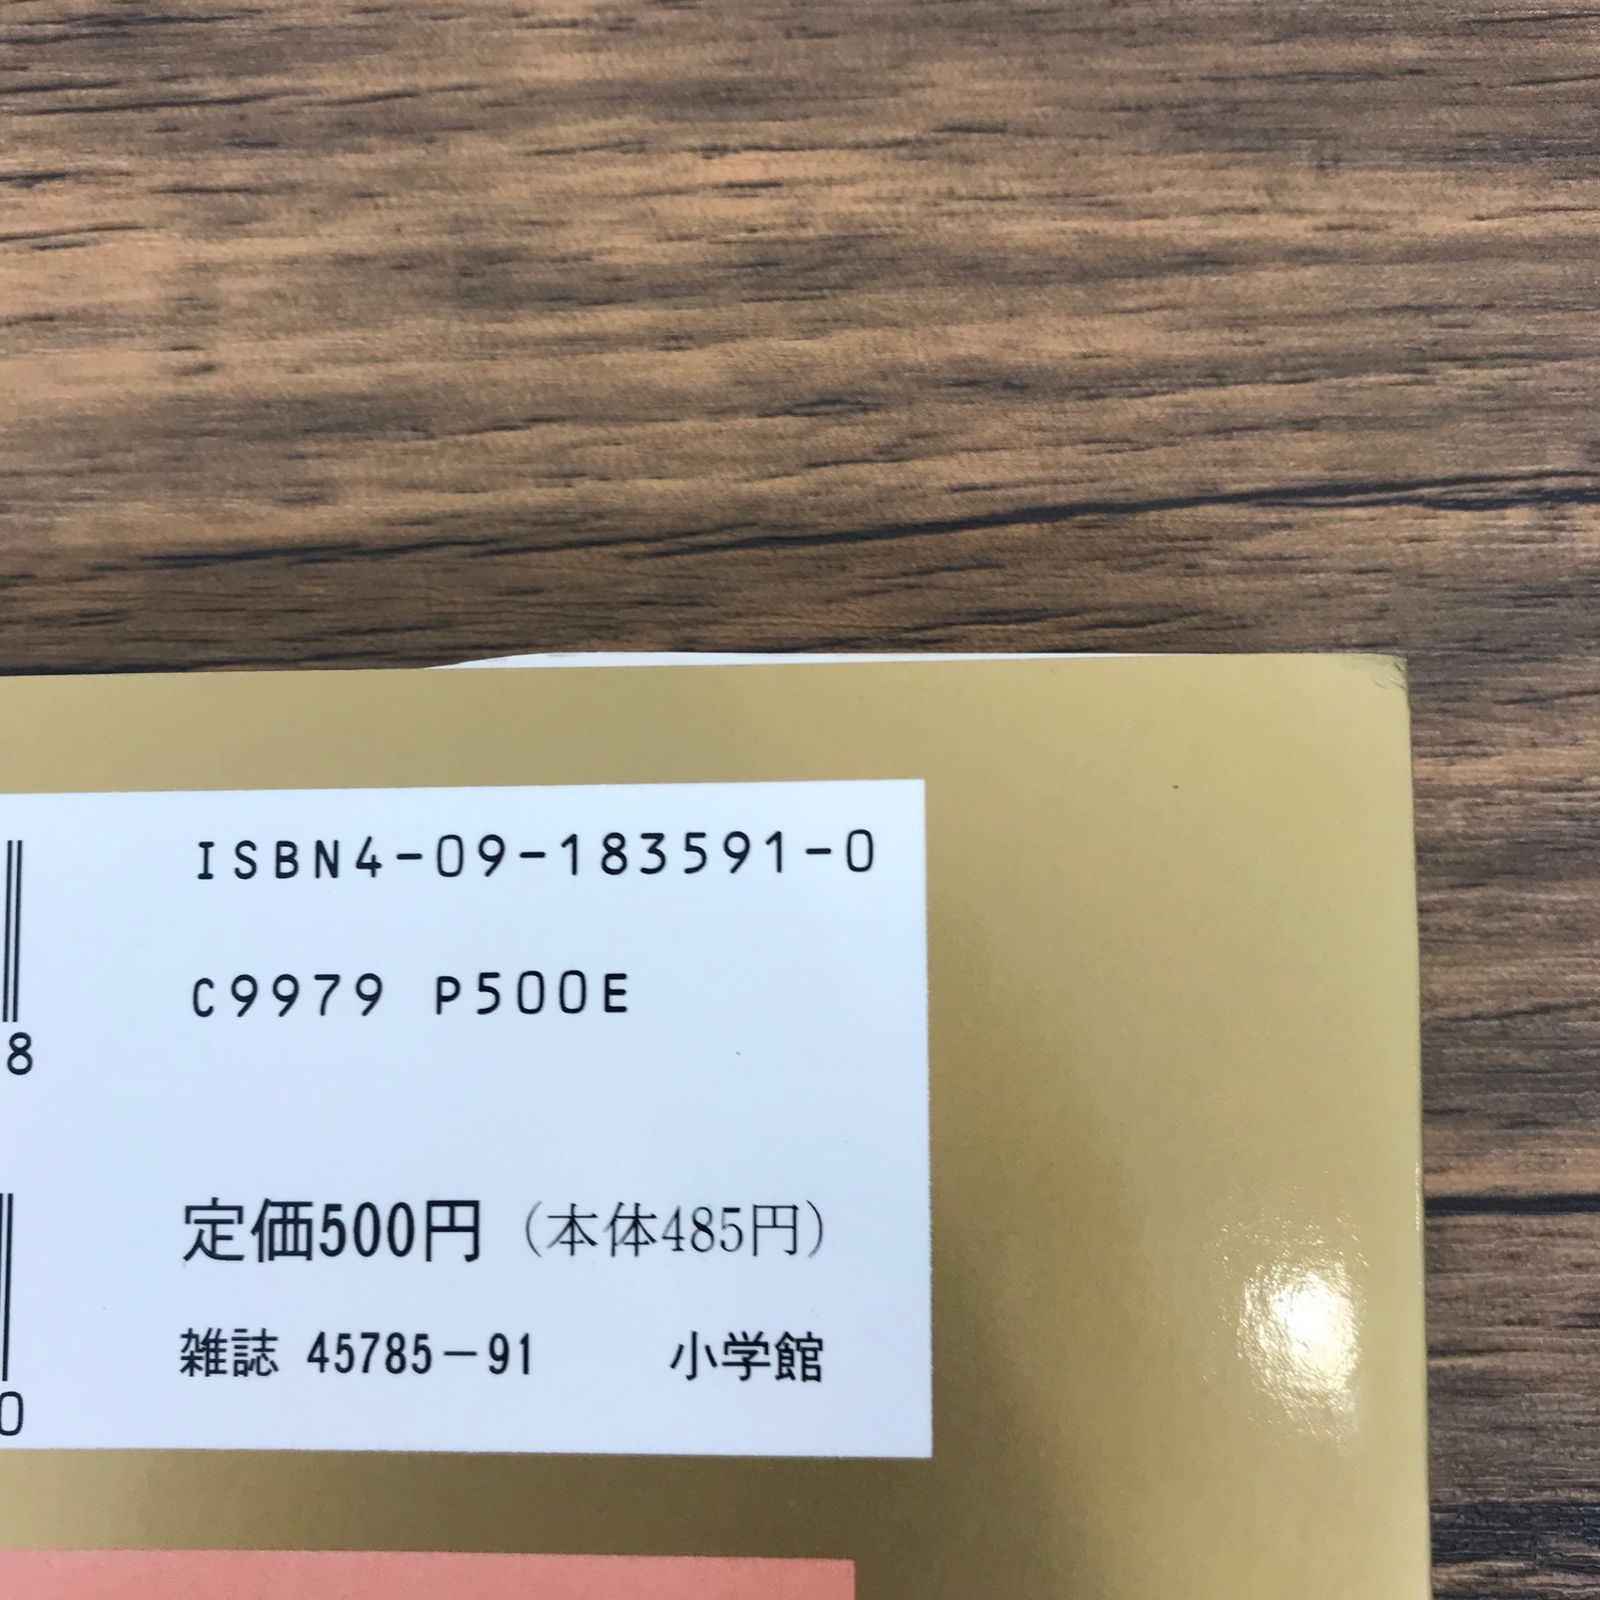 ISBN4-09-183591-0
C9979 P500E
8
定価500円（本体485円）
雑誌 45785-91 小学館
0